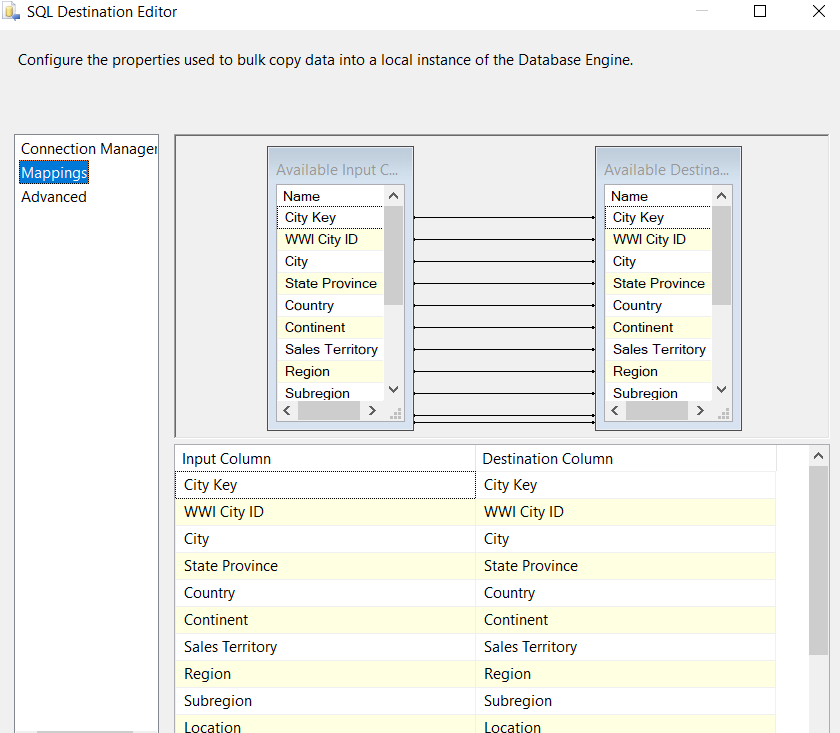 SQL Destination Editor
Configure the properties used to bulk copy data into a local instance of the Database Engine.
Connection Manager
Mappings
Advanced
Available Input C...
Name
City Key
WWI City ID
City
State Province
Country
Continent
Sales Territory
Region
Subregion
Available Destina...
Name
City Key
WWI City ID
City
State Province
Country
Continent
Sales Territory
Region
Subregion
Input Column Destination Column
City Key City Key
WWI City ID WWI City ID
City City
State Province State Province
Country Country
Continent Continent
Sales Territory Sales Territory
Region Region
Subregion Subregion
Location Location